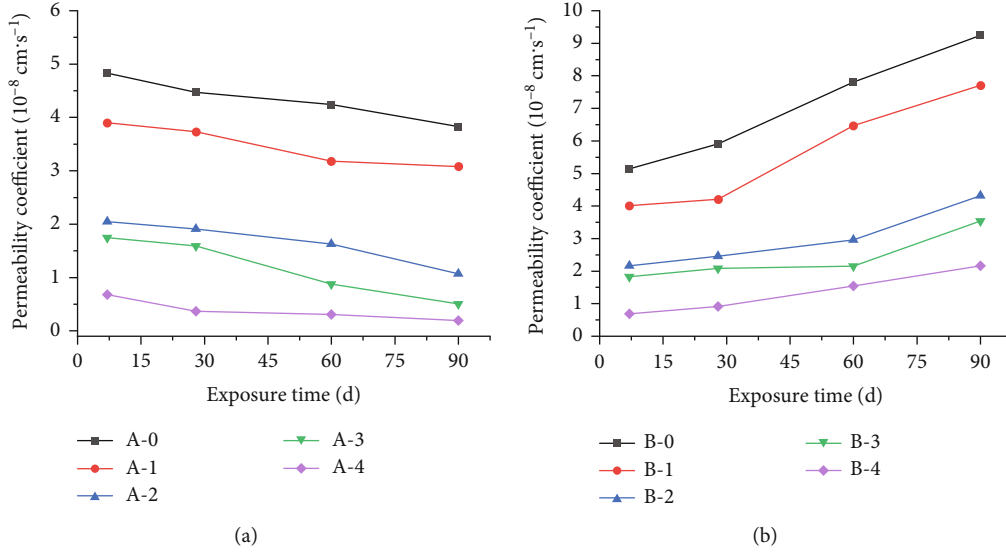 6
5
4
3
2
1
0
Permeability coefficient (10⁻⁸ cm·s⁻¹)
0 15 30 45 60 75 90
Exposure time (d)
A-0
A-1
A-2
A-3
A-4
(a)
10
9
8
7
6
5
4
3
2
1
0
Permeability coefficient (10⁻⁸ cm·s⁻¹)
0 15 30 45 60 75 90
Exposure time (d)
B-0
B-1
B-2
B-3
B-4
(b)